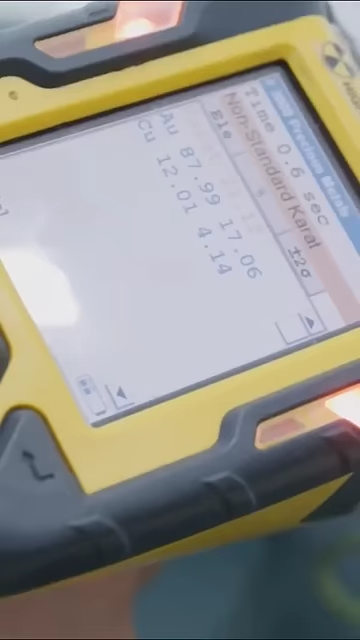 Precious Metals
Time 0.6 sec
Non-Standard Karat
Ele % ±2σ
Au 87.99 17.06
Cu 12.01 4.14